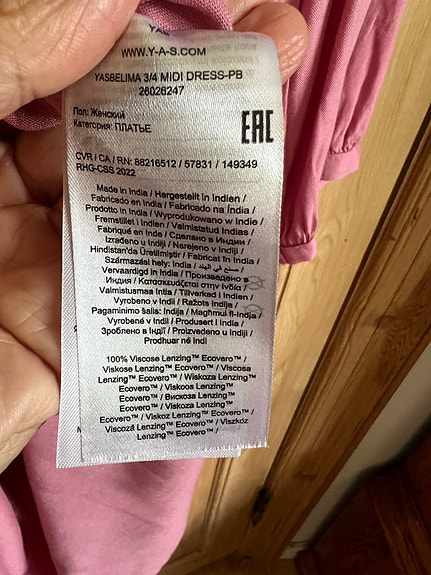 YAS
WWW.Y-A-S.COM
YASBELIMA 3/4 MIDI DRESS-PB
26026247
Пол: Женский
Категория: ПЛАТЬЕ
EAC
CVR / CA / RN: 88216512 / 57831 / 149349
RHG-CSS 2022
Made in India / Hergestellt in Indien /
Fabricado en India / Fabricado na Índia /
Prodotto in India / Wyprodukowano w Indie /
Fremstillet i Indien / Valmistatud Indias /
Fabriqué en Inde / Сделано в Индии /
Izrađeno u Indiji / Narejeno v Indiji /
Hindistan'da Üretilmiştir / Fabricat în India /
Származási hely: India / صنع في الهند /
Vervaardigd in India / Произведено в
Индия / Κατασκευάζεται στην Ινδία /
Valmistusmaa Intia / Tillverkad i Indien /
Vyrobeno v Indii / Ražots Indijā /
Pagaminimo šalis: Indija / Magħmul fl-Indja /
Vyrobené v Indii / Produsert i India /
Зроблено в Індії / Proizvedeno u Indiji /
Prodhuar në Indi
100% Viscose Lenzing™ Ecovero™ /
Viskose Lenzing™ Ecovero™ / Viscosa
Lenzing™ Ecovero™ / Wiskoza Lenzing™
Ecovero™ / Viskoos Lenzing™
Ecovero™ / Вискоза Lenzing™
Ecovero™ / Viskoza Lenzing™
Ecovero™ / Viskoz Lenzing™ Ecovero™ /
Viscoză Lenzing™ Ecovero™ / Viszkóz
Lenzing™ Ecovero™ /